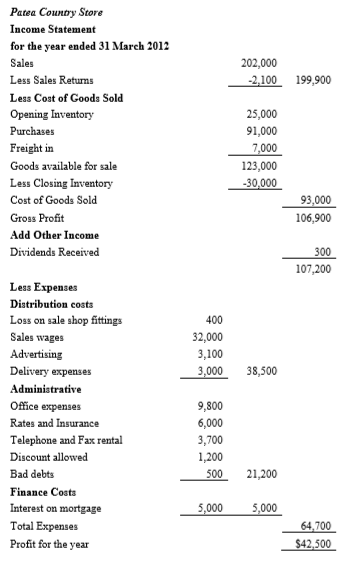 Patea Country Store
Income Statement
for the year ended 31 March 2012
Sales 202,000
Less Sales Returns -2,100 199,900
Less Cost of Goods Sold
Opening Inventory 25,000
Purchases 91,000
Freight in 7,000
Goods available for sale 123,000
Less Closing Inventory -30,000
Cost of Goods Sold 93,000
Gross Profit 106,900
Add Other Income
Dividends Received 300
107,200
Less Expenses
Distribution costs
Loss on sale shop fittings 400
Sales wages 32,000
Advertising 3,100
Delivery expenses 3,000 38,500
Administrative
Office expenses 9,800
Rates and Insurance 6,000
Telephone and Fax rental 3,700
Discount allowed 1,200
Bad debts 500 21,200
Finance Costs
Interest on mortgage 5,000 5,000
Total Expenses 64,700
Profit for the year $42,500